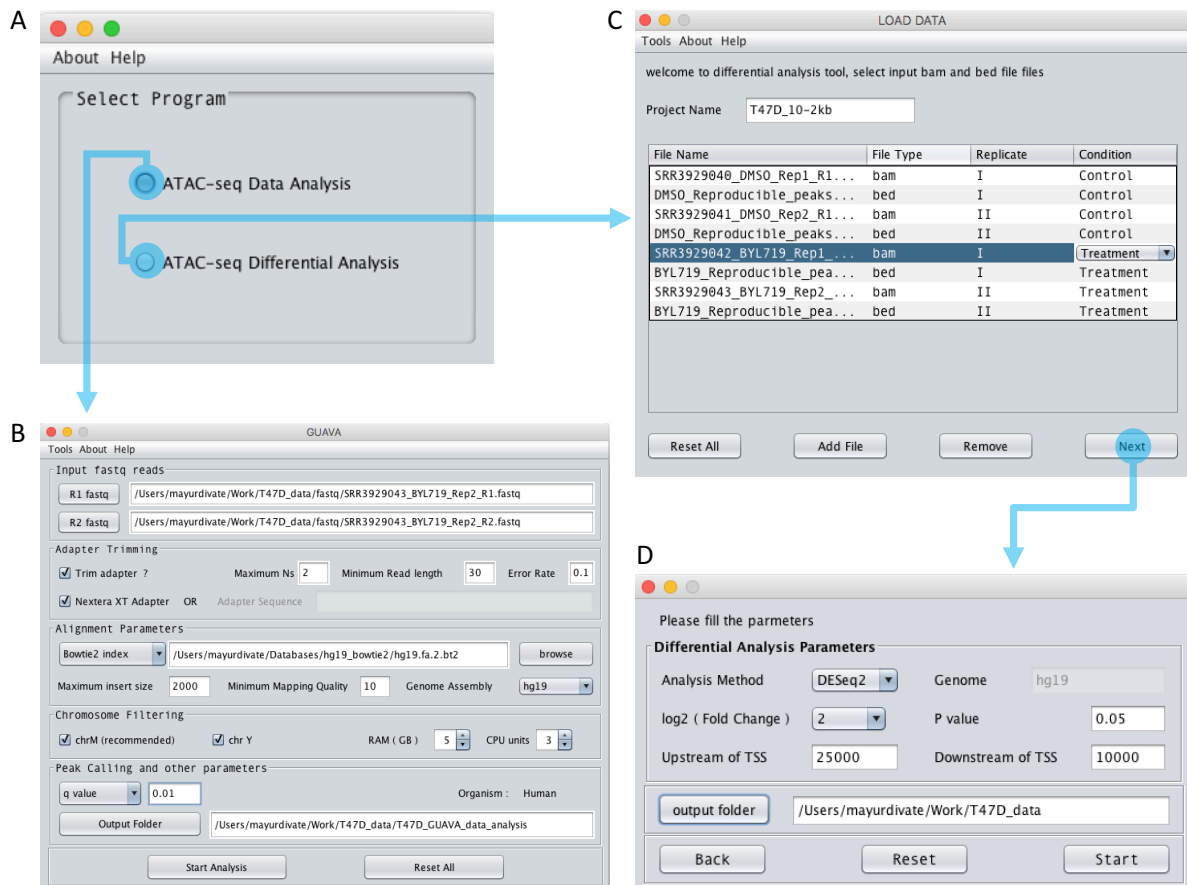 A
About Help
Select Program
ATAC-seq Data Analysis
ATAC-seq Differential Analysis
B
GUAVA
Tools About Help
Input fastq reads
R1 fastq /Users/mayurdivate/Work/T47D_data/fastq/SRR3929043_BYL719_Rep2_R1.fastq
R2 fastq /Users/mayurdivate/Work/T47D_data/fastq/SRR3929043_BYL719_Rep2_R2.fastq
Adapter Trimming
Trim adapter ? Maximum Ns 2 Minimum Read length 30 Error Rate 0.1
Nextera XT Adapter OR Adapter Sequence
Alignment Parameters
Bowtie2 index /Users/mayurdivate/Databases/hg19_bowtie2/hg19.fa.2.bt2 browse
Maximum insert size 2000 Minimum Mapping Quality 10 Genome Assembly hg19
Chromosome Filtering
chrM (recommended) chr Y RAM ( GB ) 5 CPU units 3
Peak Calling and other parameters
q value 0.01 Organism : Human
Output Folder /Users/mayurdivate/Work/T47D_data/T47D_GUAVA_data_analysis
Start Analysis Reset All
C
LOAD DATA
Tools About Help
welcome to differential analysis tool, select input bam and bed file files
Project Name T47D_10-2kb
File Name File Type Replicate Condition
SRR3929040_DMSO_Rep1_R1... bam I Control
DMSO_Reproducible_peaks... bed I Control
SRR3929041_DMSO_Rep2_R1... bam II Control
DMSO_Reproducible_peaks... bed II Control
SRR3929042_BYL719_Rep1_... bam I Treatment
BYL719_Reproducible_pea... bed I Treatment
SRR3929043_BYL719_Rep2_... bam II Treatment
BYL719_Reproducible_pea... bed II Treatment
Reset All Add File Remove Next
D
Please fill the parmeters
Differential Analysis Parameters
Analysis Method DESeq2 Genome hg19
log2 ( Fold Change ) 2 P value 0.05
Upstream of TSS 25000 Downstream of TSS 10000
output folder /Users/mayurdivate/Work/T47D_data
Back Reset Start